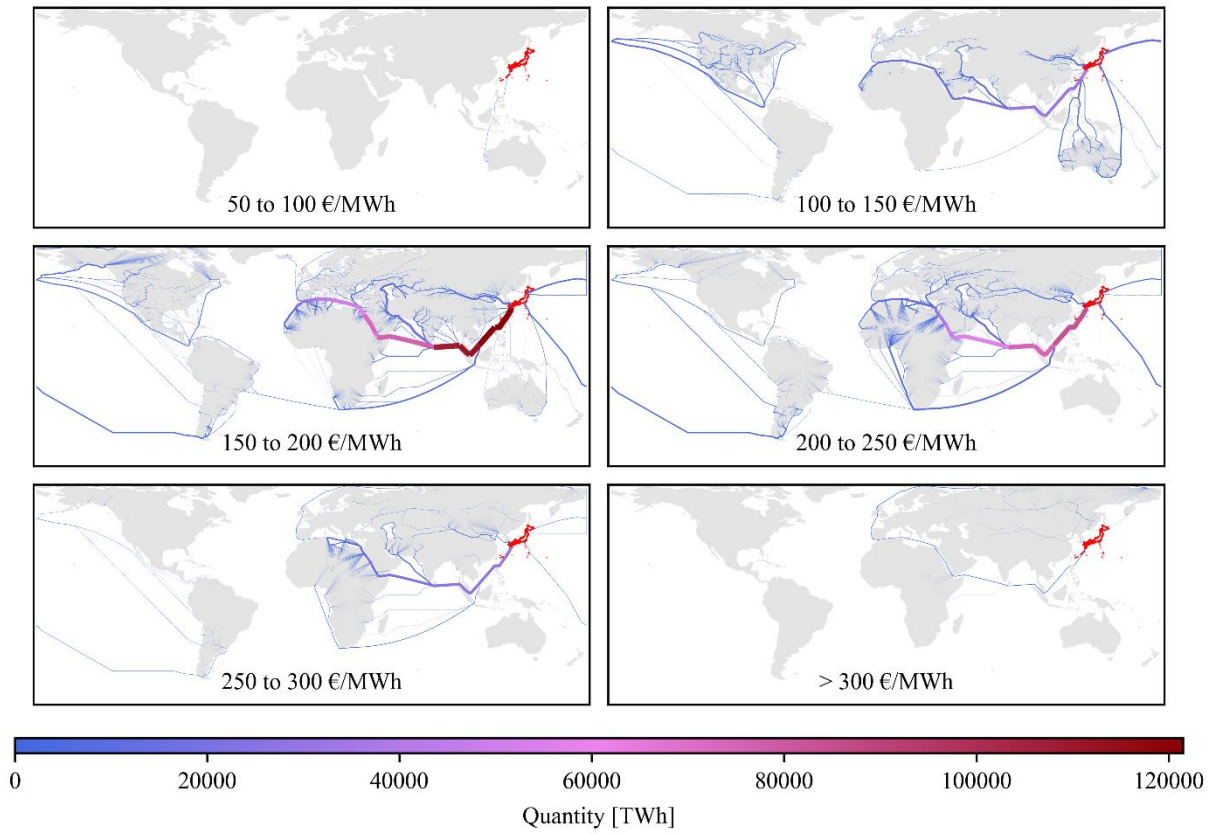 50 to 100 €/MWh
100 to 150 €/MWh
150 to 200 €/MWh
200 to 250 €/MWh
250 to 300 €/MWh
> 300 €/MWh
0 20000 40000 60000 80000 100000 120000
Quantity [TWh]